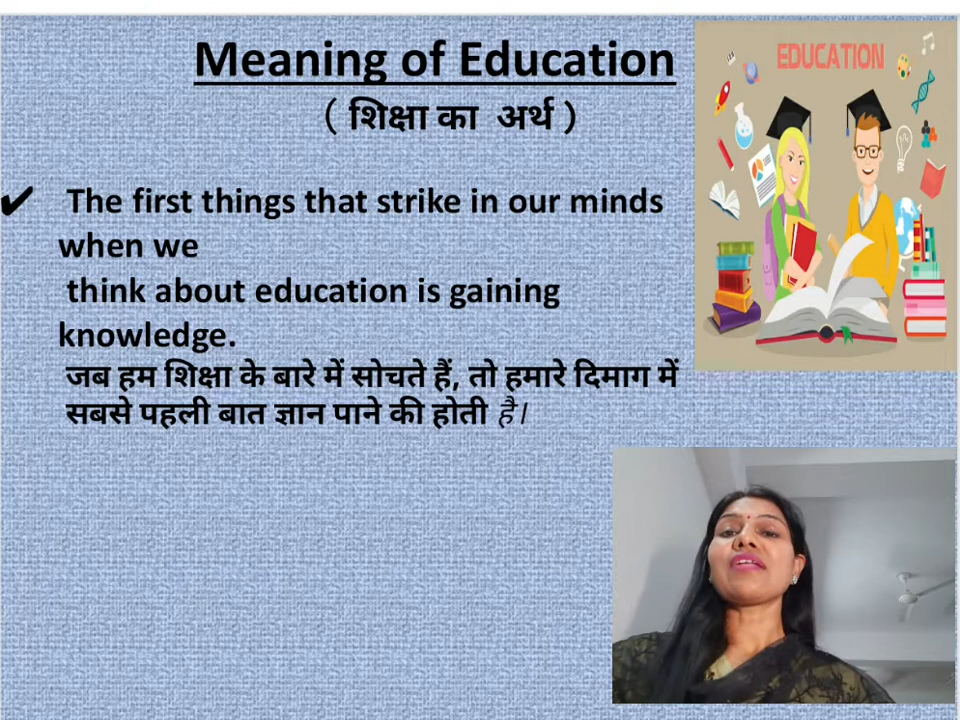 Meaning of Education
( शिक्षा का अर्थ )
EDUCATION
✔ The first things that strike in our minds
when we
think about education is gaining
knowledge.
जब हम शिक्षा के बारे में सोचते हैं, तो हमारे दिमाग में
सबसे पहली बात ज्ञान पाने की होती है।